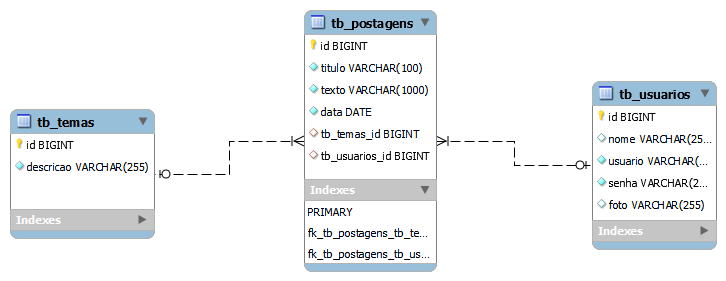 tb_temas
id BIGINT
descricao VARCHAR(255)
Indexes
tb_postagens
id BIGINT
titulo VARCHAR(100)
texto VARCHAR(1000)
data DATE
tb_temas_id BIGINT
tb_usuarios_id BIGINT
Indexes
PRIMARY
fk_tb_postagens_tb_te...
fk_tb_postagens_tb_us...
tb_usuarios
id BIGINT
nome VARCHAR(25...
usuario VARCHAR(...
senha VARCHAR(2...
foto VARCHAR(255)
Indexes